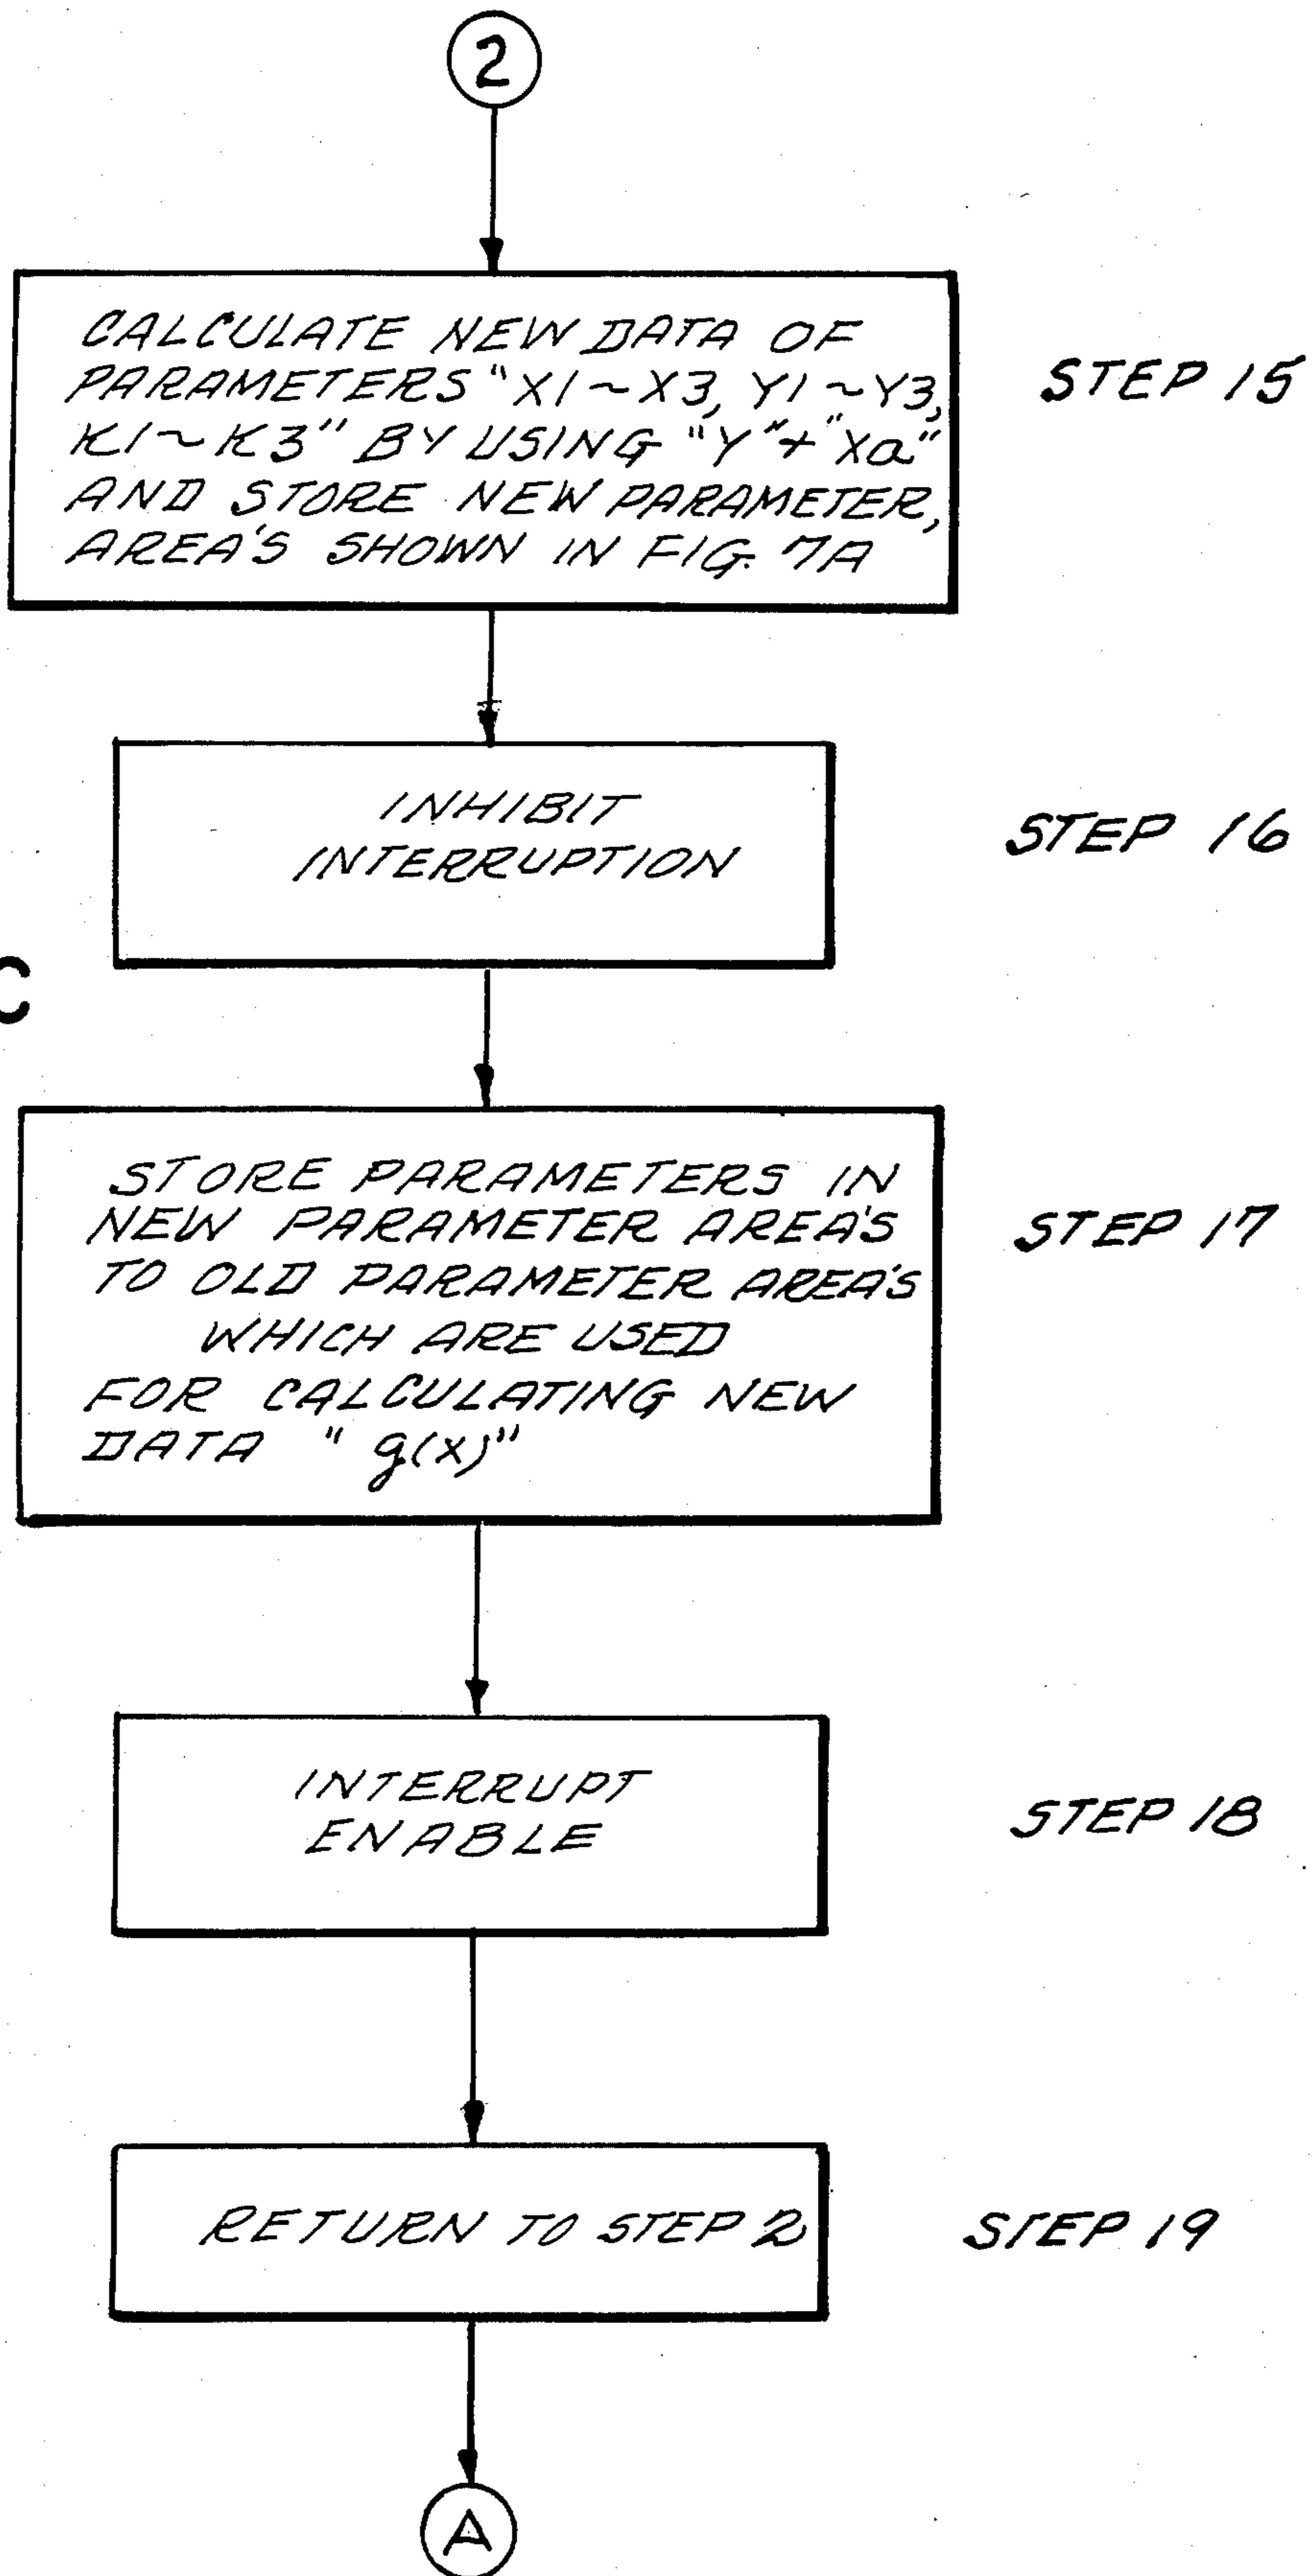 2
CALCULATE NEW DATA OF
PARAMETERS "X1~X3, Y1~Y3,
K1~K3" BY USING "Y"+"Xa"
AND STORE NEW PARAMETER,
AREA'S SHOWN IN FIG. 7A
STEP 15
INHIBIT
INTERRUPTION
STEP 16
C
STORE PARAMETERS IN
NEW PARAMETER AREA'S
TO OLD PARAMETER AREA'S
WHICH ARE USED
FOR CALCULATING NEW
DATA "g(x)"
STEP 17
INTERRUPT
ENABLE
STEP 18
RETURN TO STEP 2
STEP 19
A